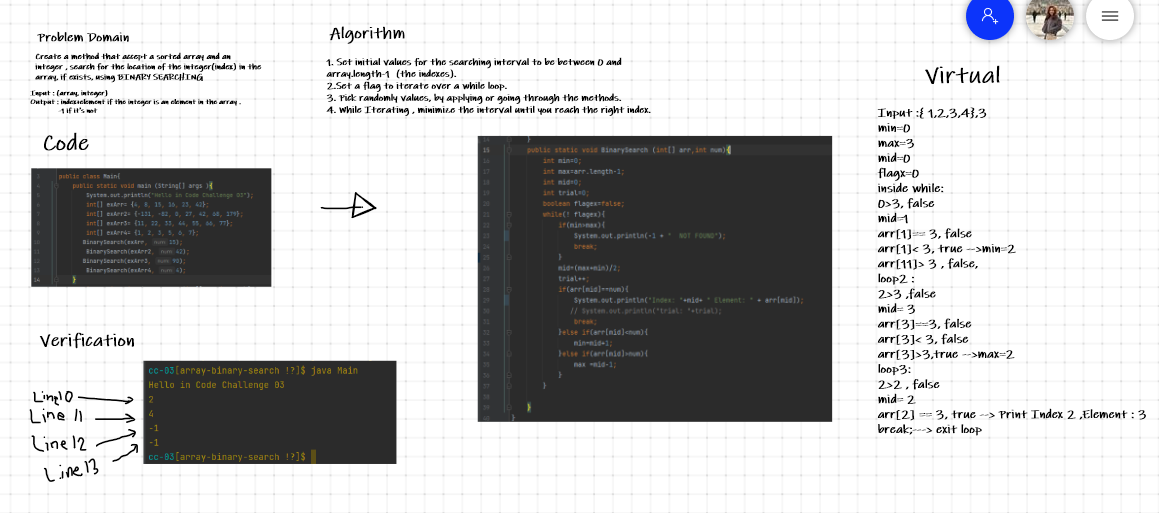 Problem Domain
Create a method that accept a sorted array and an
integer , search for the location of the integer(index) in the
array, if exists, using BINARY SEARCHING
Input : (array, integer)
Output : index+element if the integer is an element in the array .
-1 if it's not
Algorithm
1. Set initial values for the searching interval to be between 0 and
array.length-1 (the indexes).
2.Set a flag to iterate over a while loop.
3. Pick randomly values, by applying or going through the methods.
4. While Iterating , minimize the interval until you reach the right index.
Code
public class Main{
public static void main (String[] args ){
System.out.println("Hello in Code Challenge 03");
int[] exArr= {4, 8, 15, 16, 23, 42};
int[] exArr2= {-131, -82, 0, 27, 42, 68, 179};
int[] exArr3= {11, 22, 33, 44, 55, 66, 77};
int[] exArr4= {1, 2, 3, 5, 6, 7};
BinarySearch(exArr, num: 15);
BinarySearch(exArr2, num: 42);
BinarySearch(exArr3, num: 90);
BinarySearch(exArr4, num: 4);
}
15 public static void BinarySearch (int[] arr,int num){
int min=0;
int max=arr.length-1;
int mid=0;
int trial=0;
boolean flagex=false;
while(! flagex){
if(min>max){
System.out.println(-1 + " NOT FOUND");
break;
}
mid=(max+min)/2;
trial++;
if(arr[mid]==num){
System.out.println("Index: "+mid+ " Element: " + arr[mid]);
// System.out.println("trial: "+trial);
break;
}else if(arr[mid]<num){
min=mid+1;
}else if(arr[mid]>num){
max =mid-1;
}
}
}
}
Verification
Line10
Line 11
Line 12
Line 13
cc-03[array-binary-search !?]$ java Main
Hello in Code Challenge 03
2
4
-1
-1
cc-03[array-binary-search !?]$
Virtual
Input :{ 1,2,3,4},3
min=0
max=3
mid=0
flagx=0
inside while:
0>3, false
mid=1
arr[1]== 3, false
arr[1]< 3, true -->min=2
arr[11]> 3 , false,
loop2 :
2>3 ,false
mid= 3
arr[3]==3, false
arr[3]< 3, false
arr[3]>3,true -->max=2
loop3:
2>2 , false
mid= 2
arr[2] == 3, true --> Print Index 2 ,Element : 3
break;---> exit loop